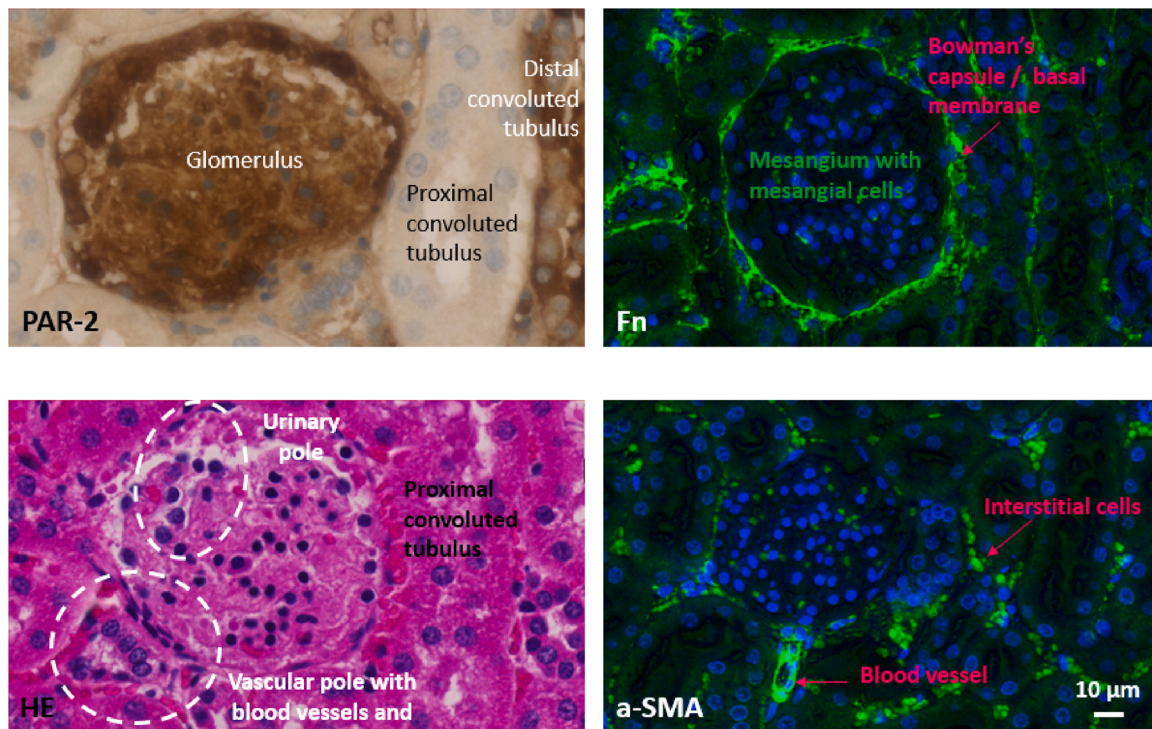 Distal
convoluted
tubulus
Glomerulus
Proximal
convoluted
tubulus
PAR-2
Bowman's
capsule / basal
membrane
Mesangium with
mesangial cells
Fn
Urinary
pole
Proximal
convoluted
tubulus
Vascular pole with
blood vessels and
HE
Interstitial cells
Blood vessel
10 µm
a-SMA